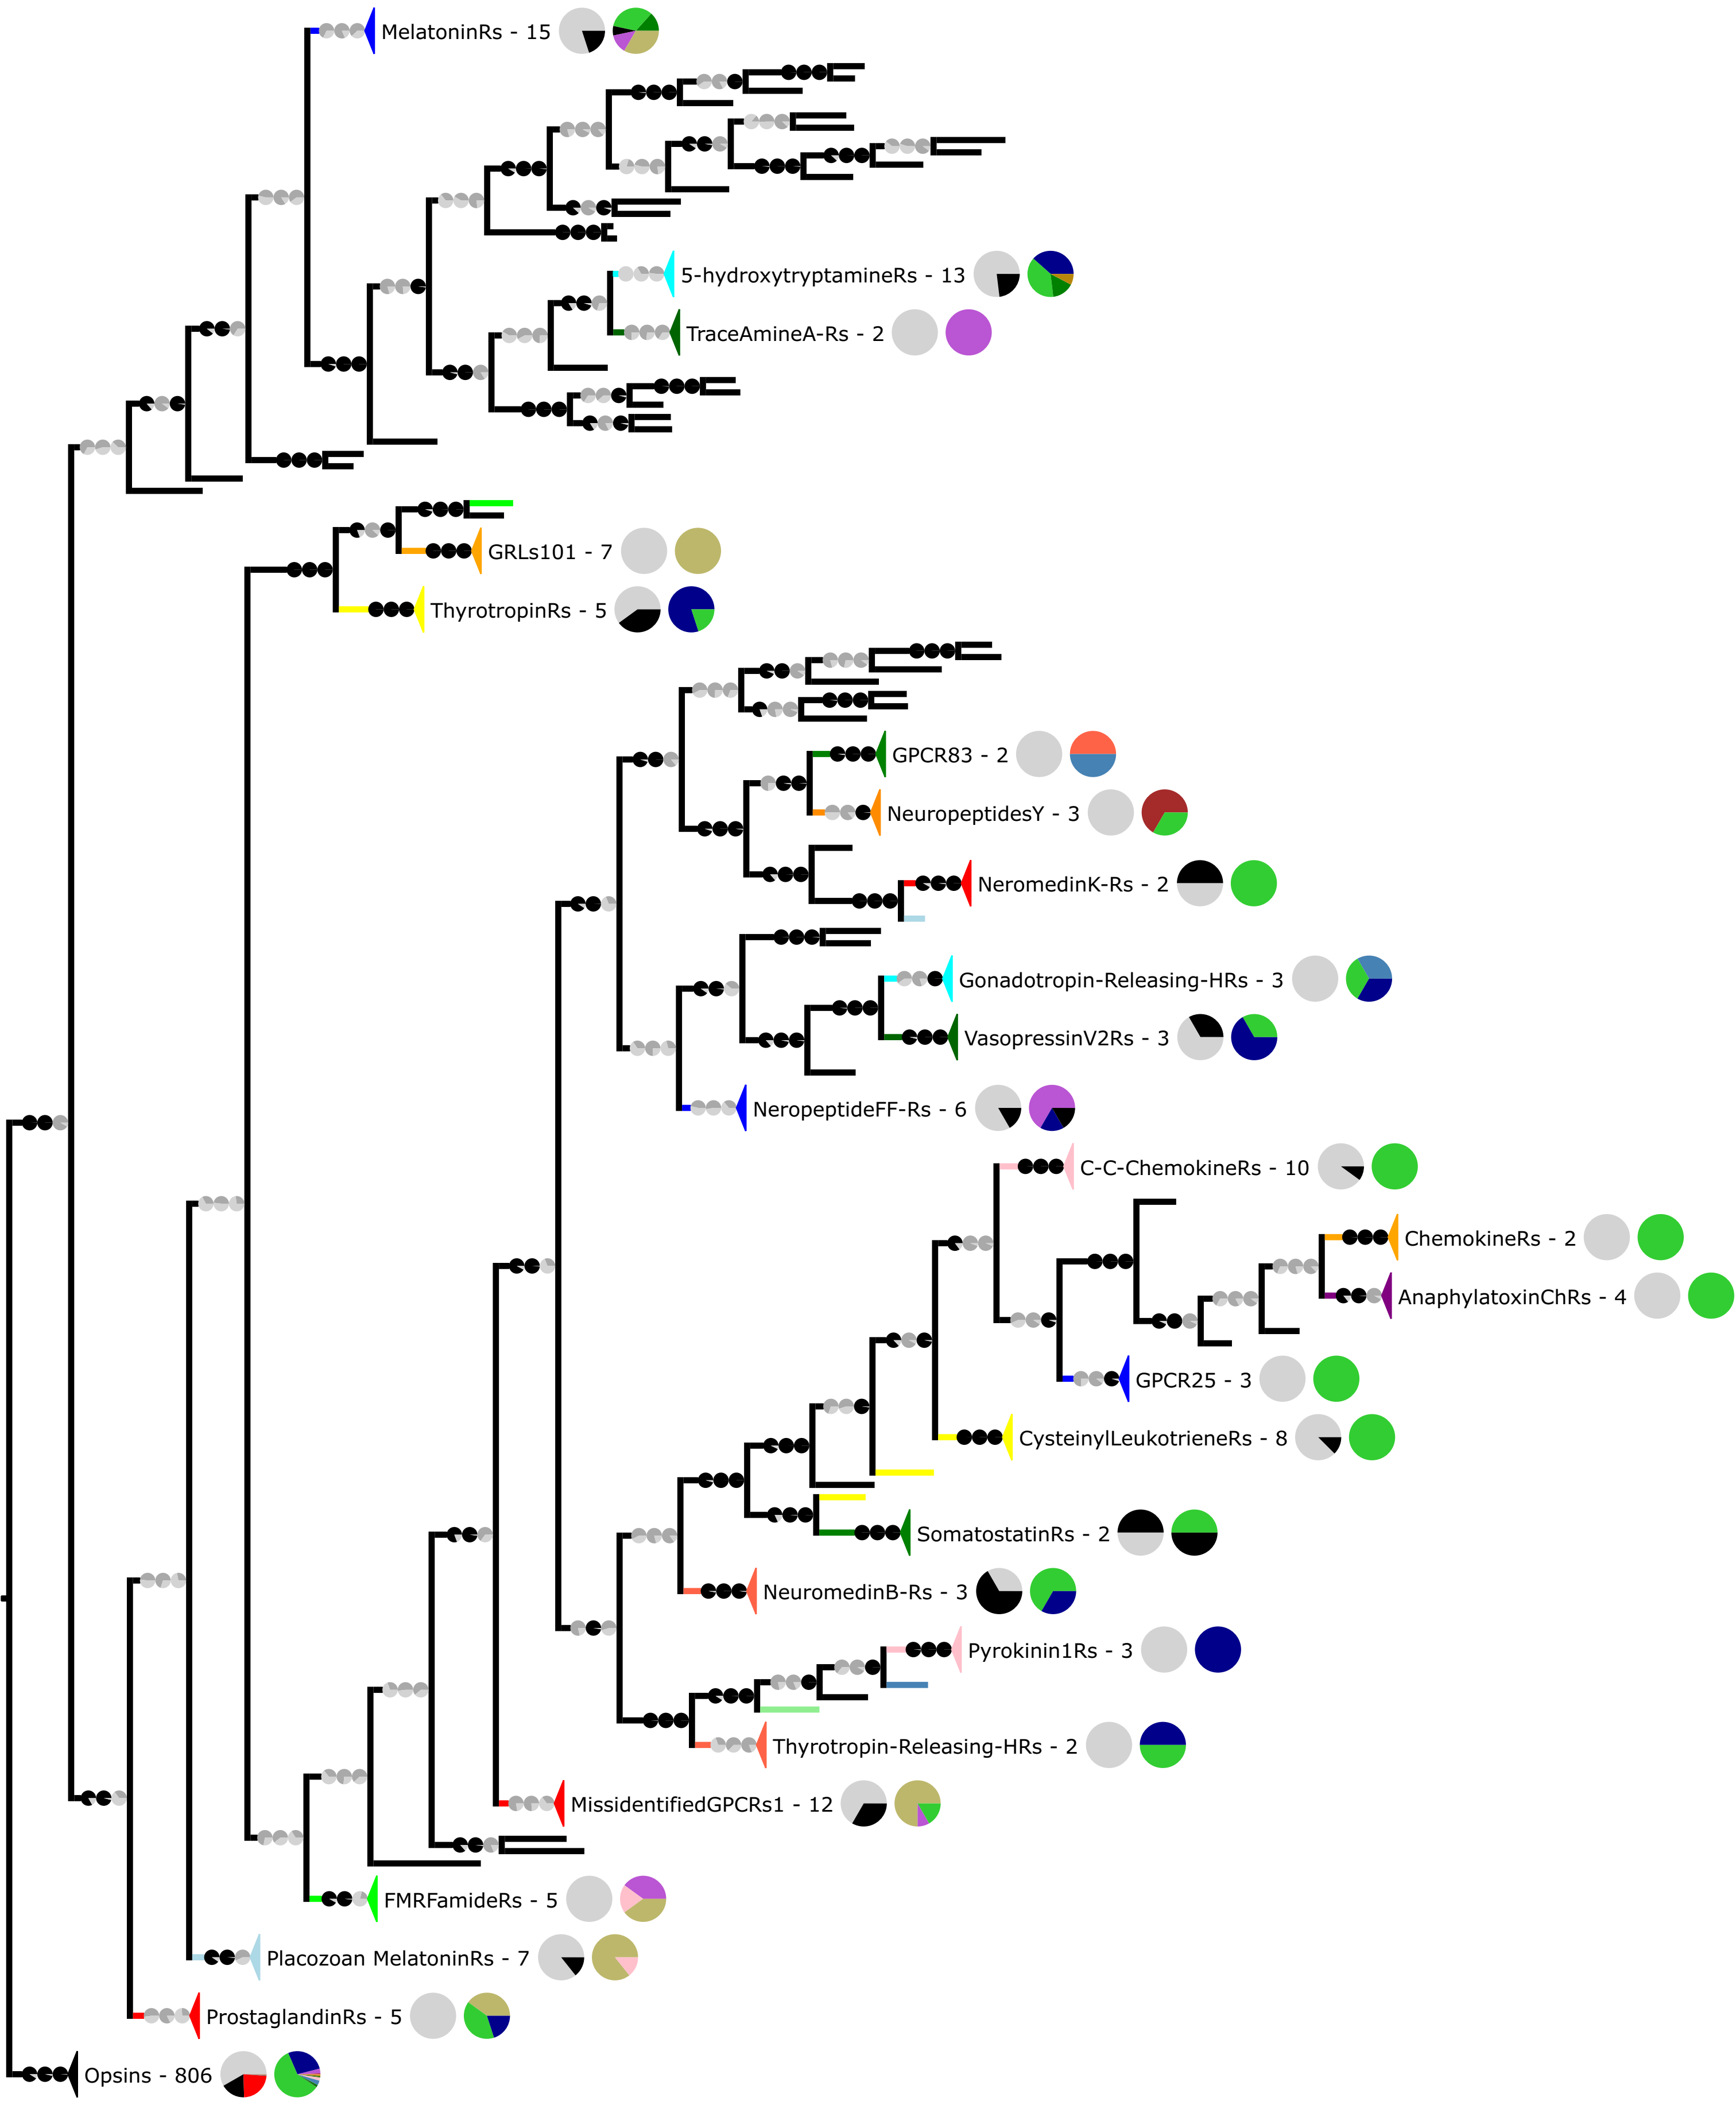 MelatoninRs - 15
5-hydroxytryptamineRs - 13
TraceAmineA-Rs - 2
GRLs101 - 7
ThyrotropinRs - 5
GPCR83 - 2
NeuropeptidesY - 3
NeromedinK-Rs - 2
Gonadotropin-Releasing-HRs - 3
VasopressinV2Rs - 3
NeropeptideFF-Rs - 6
C-C-ChemokineRs - 10
ChemokineRs - 2
AnaphylatoxinChRs - 4
GPCR25 - 3
CysteinylLeukotrieneRs - 8
SomatostatinRs - 2
NeuromedinB-Rs - 3
Pyrokinin1Rs - 3
Thyrotropin-Releasing-HRs - 2
MissidentifiedGPCRs1 - 12
FMRFamideRs - 5
Placozoan MelatoninRs - 7
ProstaglandinRs - 5
Opsins - 806